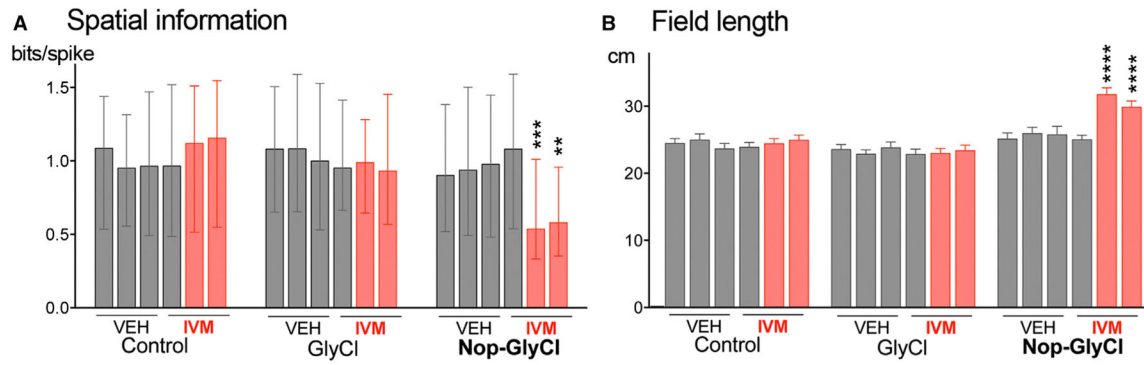 A Spatial information
bits/spike
1.5
1.0
0.5
0.0
*** **
VEH IVM VEH IVM VEH IVM
Control GlyCl Nop-GlyCl
B Field length
cm
30
20
10
0
**** ****
VEH IVM VEH IVM VEH IVM
Control GlyCl Nop-GlyCl